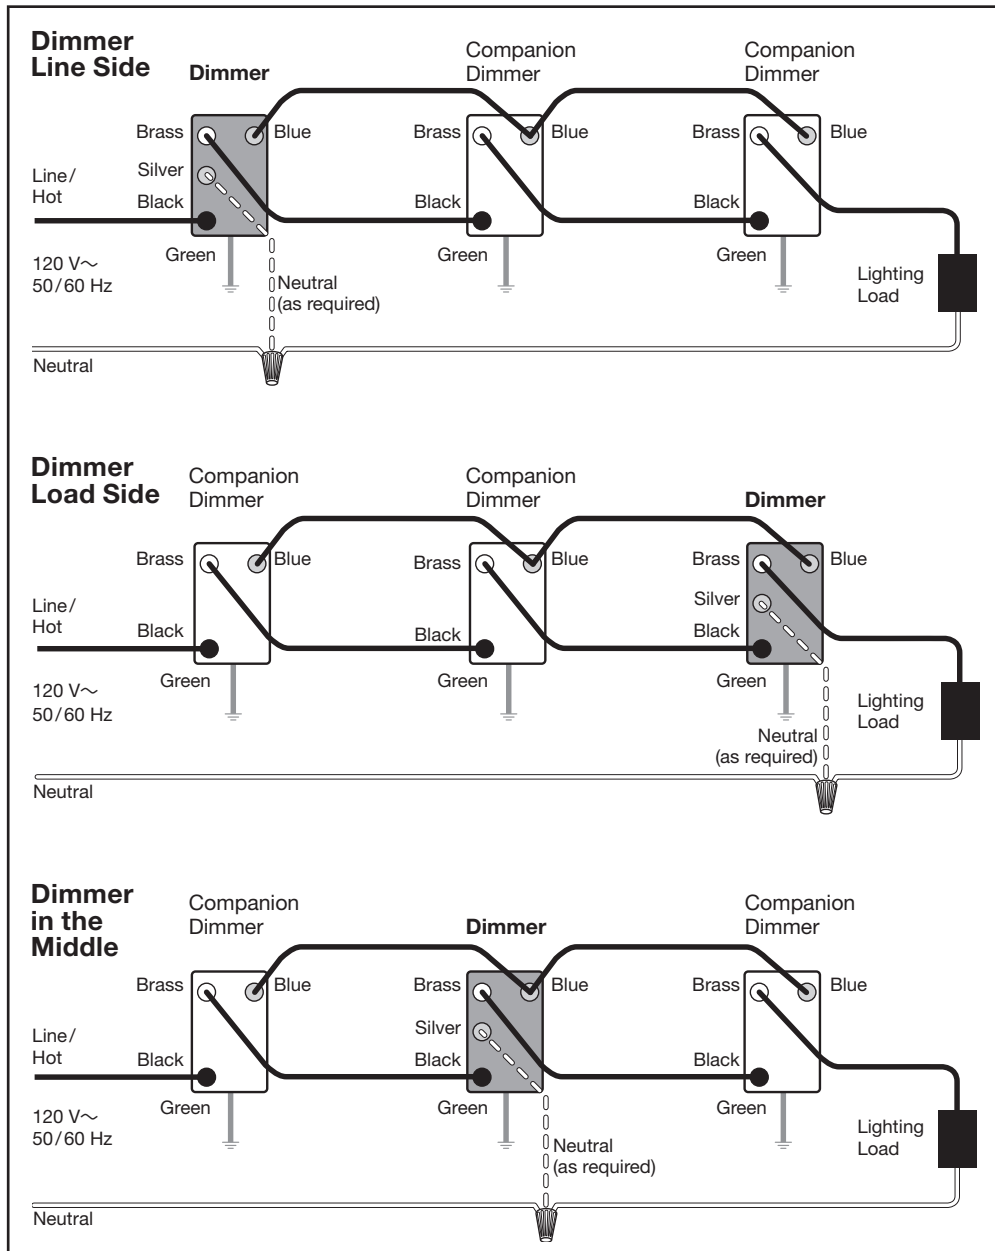 Dimmer
Line Side
Dimmer
Companion
Dimmer
Companion
Dimmer
Brass
Blue
Brass
Blue
Brass
Blue
Silver
Line/
Hot
Black
Black
Black
Green
Green
Green
120 V~
50/60 Hz
Neutral
(as required)
Lighting
Load
Neutral
Dimmer
Load Side
Companion
Dimmer
Companion
Dimmer
Dimmer
Brass
Blue
Brass
Blue
Brass
Blue
Silver
Line/
Hot
Black
Black
Black
Green
Green
Green
120 V~
50/60 Hz
Neutral
(as required)
Lighting
Load
Neutral
Dimmer
in the
Middle
Companion
Dimmer
Dimmer
Companion
Dimmer
Brass
Blue
Brass
Blue
Brass
Blue
Silver
Line/
Hot
Black
Black
Black
Green
Green
Green
120 V~
50/60 Hz
Neutral
(as required)
Lighting
Load
Neutral